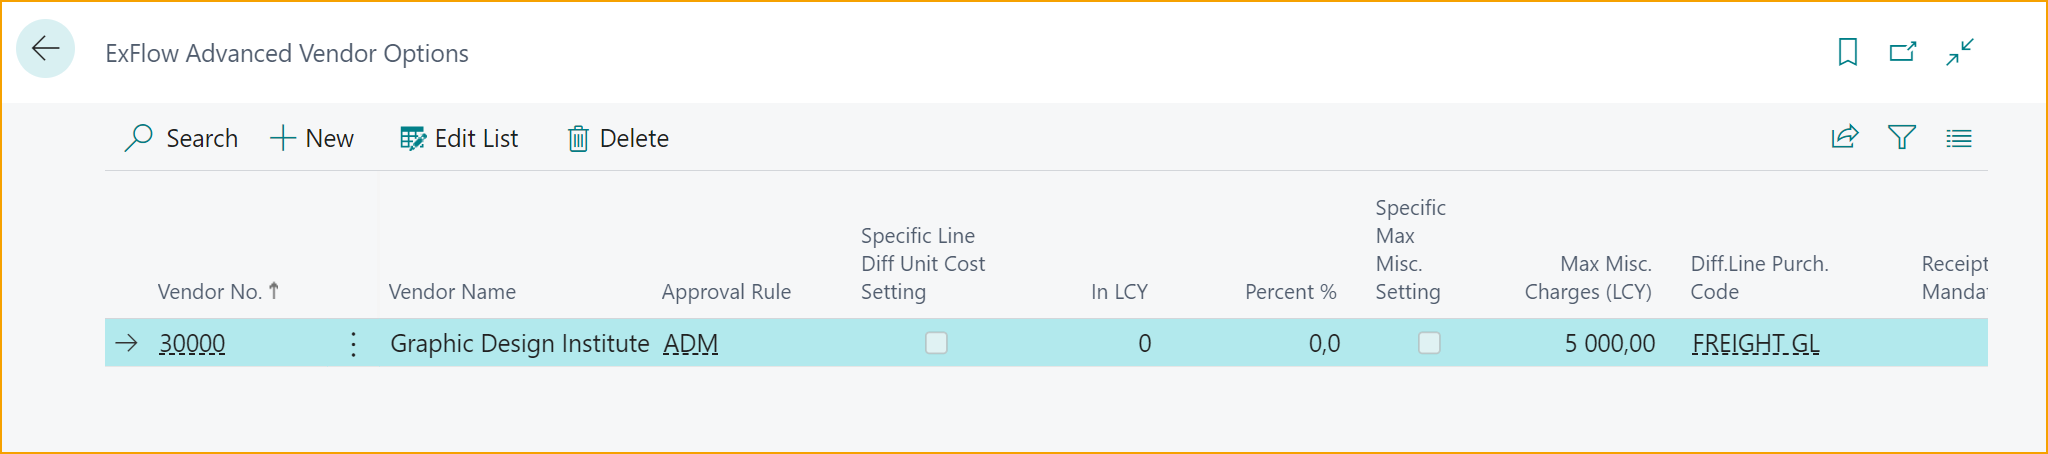 ExFlow Advanced Vendor Options
Search New Edit List Delete
Vendor No. ↑
Vendor Name
Approval Rule
Specific Line
Diff Unit Cost
Setting
In LCY
Percent %
Specific
Max
Misc.
Setting
Max Misc.
Charges (LCY)
Diff.Line Purch.
Code
Receipt
30000 Graphic Design Institute ADM 0 0,0 5 000,00 FREIGHT GL